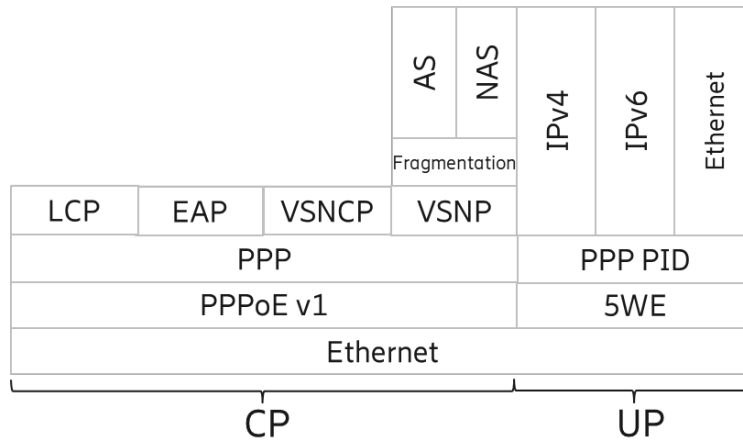 AS
NAS
IPv4
IPv6
Ethernet
Fragmentation
LCP
EAP
VSNCP
VSNP
PPP
PPP PID
PPPoE v1
5WE
Ethernet
CP
UP